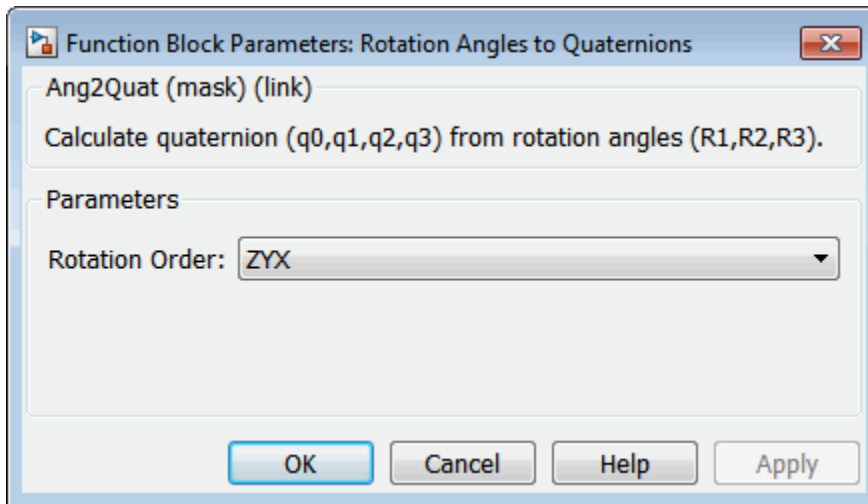 Function Block Parameters: Rotation Angles to Quaternions
Ang2Quat (mask) (link)
Calculate quaternion (q0,q1,q2,q3) from rotation angles (R1,R2,R3).
Parameters
Rotation Order: ZYX
OK Cancel Help Apply